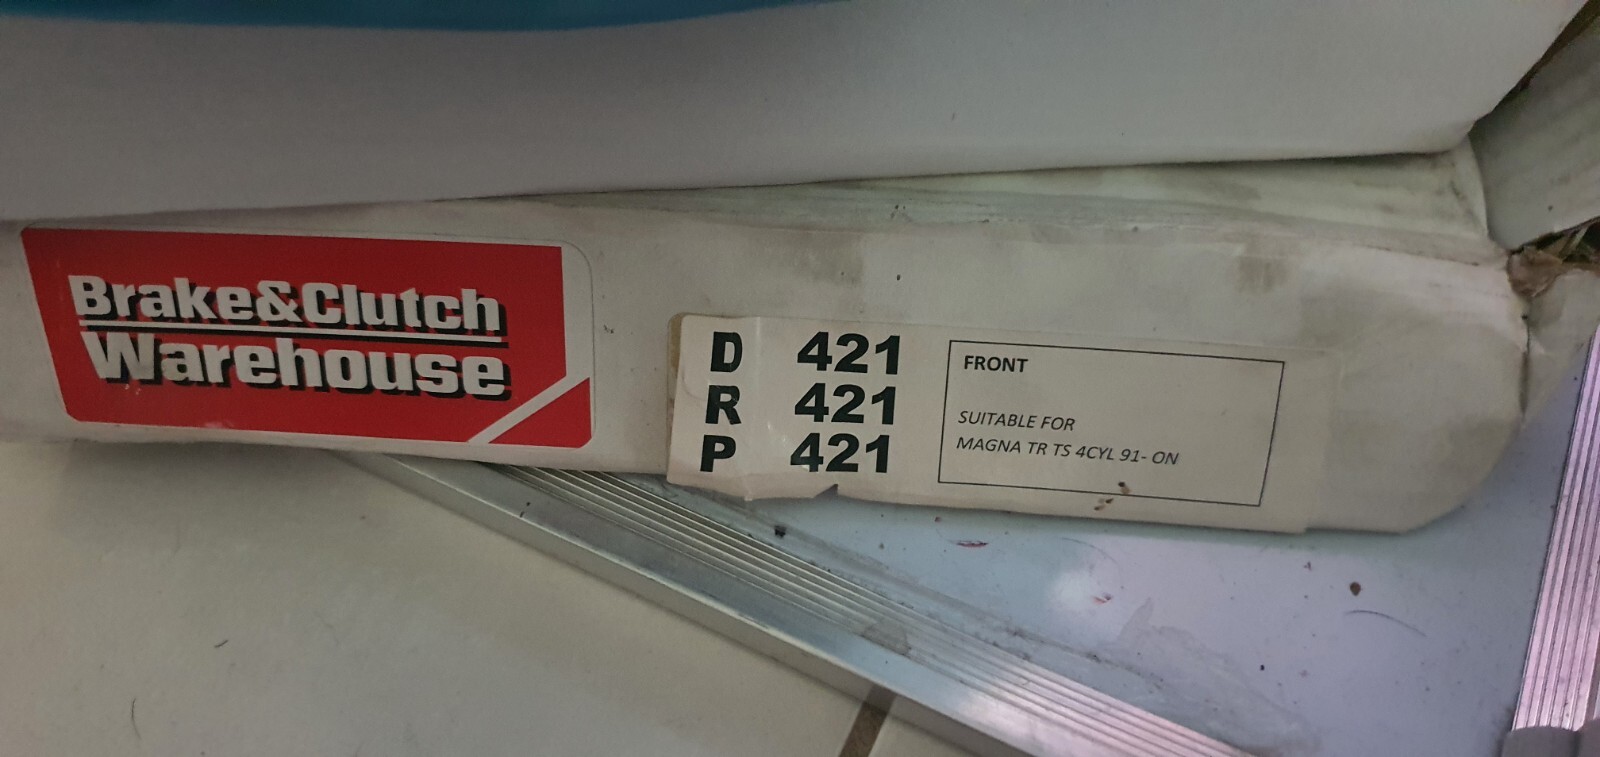 Brake&Clutch
Warehouse
D 421
R 421
P 421
FRONT
SUITABLE FOR
MAGNA TR TS 4CYL 91- ON